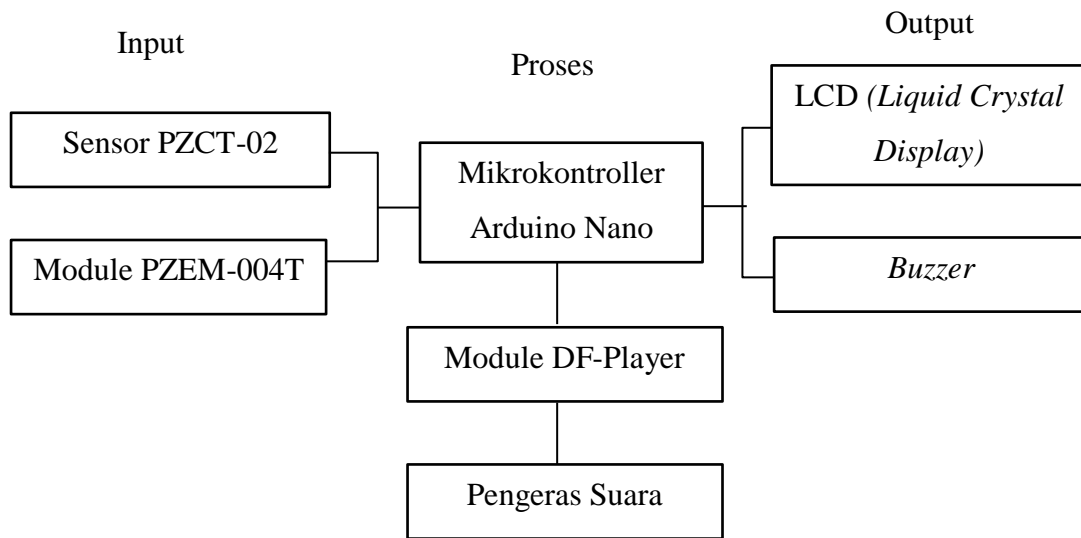 Input
Proses
Output
Sensor PZCT-02
Module PZEM-004T
Mikrokontroller
Arduino Nano
Module DF-Player
Pengeras Suara
LCD (Liquid Crystal
Display)
Buzzer